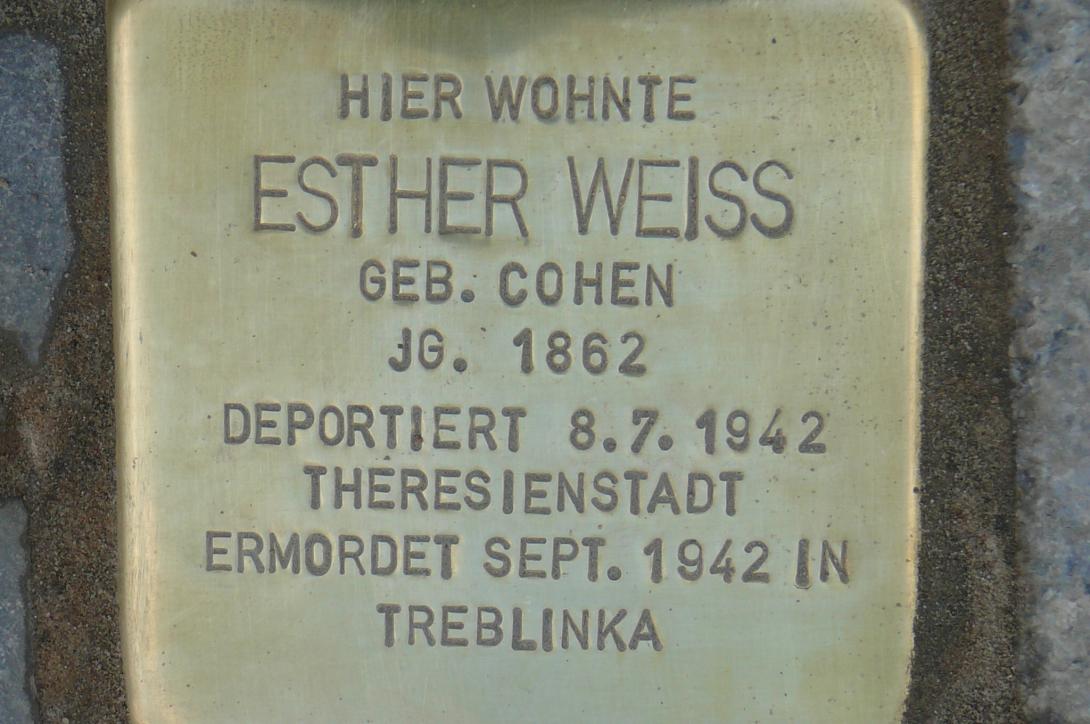 HIER WOHNTE
ESTHER WEISS
GEB. COHEN
JG. 1862
DEPORTIERT 8.7.1942
THERESIENSTADT
ERMORDET SEPT. 1942 IN
TREBLINKA